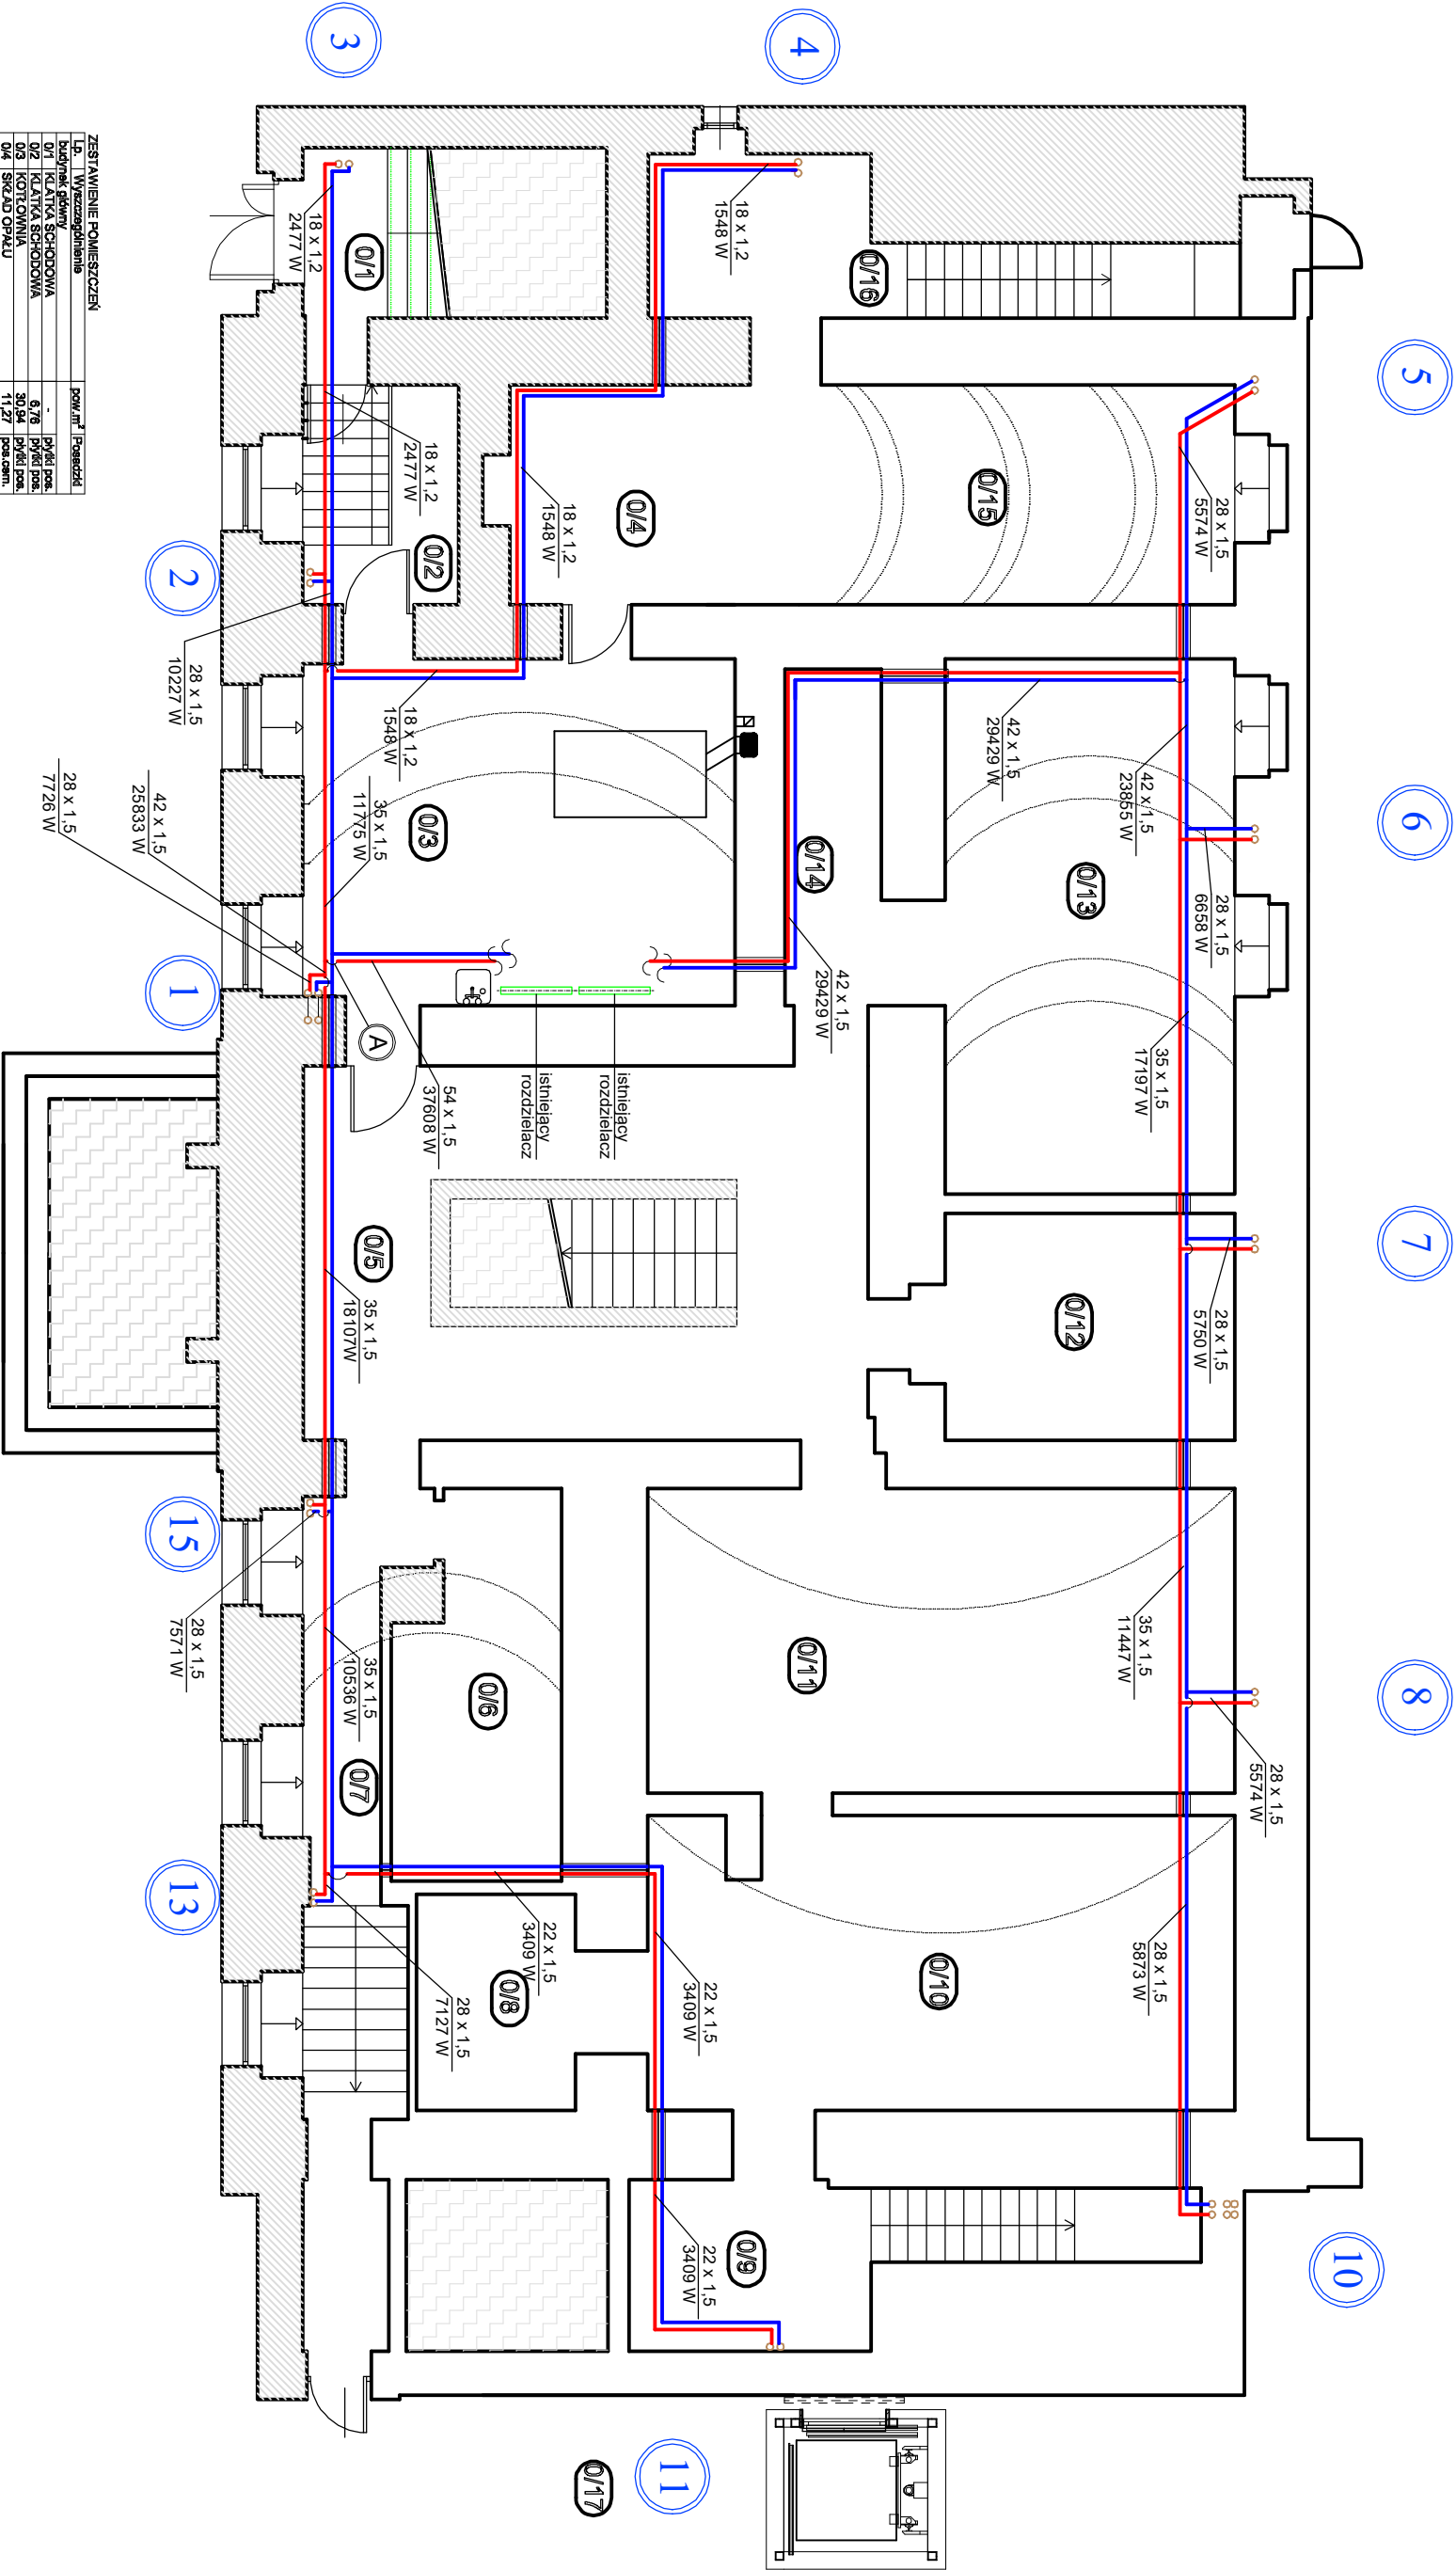 3
4
5
6
7
8
10
11
13
15
1
2
ZESTAWIENIE POMIESZCZEŃ
Lp. Wyszczególnienie pow.m² Posadzki
budynek główny
0/1 KLATKA SCHODOWA - płytki pos.
0/2 KLATKA SCHODOWA 6,76 płytki pos.
0/3 KOTŁOWNIA 30,94 płytki pos.
0/4 SKŁAD OPAŁU 11,27 pos.cem.
0/1
0/2
0/3
0/4
0/5
0/6
0/7
0/8
0/9
0/10
0/11
0/12
0/13
0/14
0/15
0/16
0/17
A
18 x 1,2
2477 W
18 x 1,2
2477 W
18 x 1,2
1548 W
18 x 1,2
1548 W
18 x 1,2
1548 W
28 x 1,5
10227 W
35 x 1,5
11775 W
42 x 1,5
25833 W
28 x 1,5
7726 W
54 x 1,5
37608 W
istniejący
rozdzielacz
istniejący
rozdzielacz
42 x 1,5
29429 W
42 x 1,5
29429 W
28 x 1,5
5574 W
42 x 1,5
23855 W
28 x 1,5
6658 W
35 x 1,5
17197 W
28 x 1,5
5750 W
35 x 1,5
11447 W
28 x 1,5
5574 W
28 x 1,5
5873 W
35 x 1,5
18107W
28 x 1,5
7571 W
35 x 1,5
10536 W
22 x 1,5
3409 W
28 x 1,5
7127 W
22 x 1,5
3409 W
22 x 1,5
3409 W